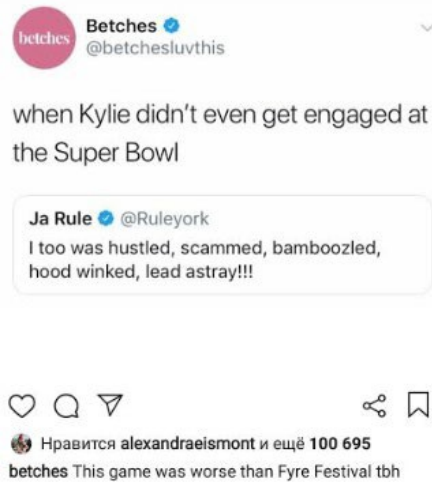 betches
Betches
@betchesluvthis
when Kylie didn't even get engaged at
the Super Bowl
Ja Rule @Ruleyork
I too was hustled, scammed, bamboozled,
hood winked, lead astray!!!
Нравится alexandraeismont и ещё 100 695
betches This game was worse than Fyre Festival tbh